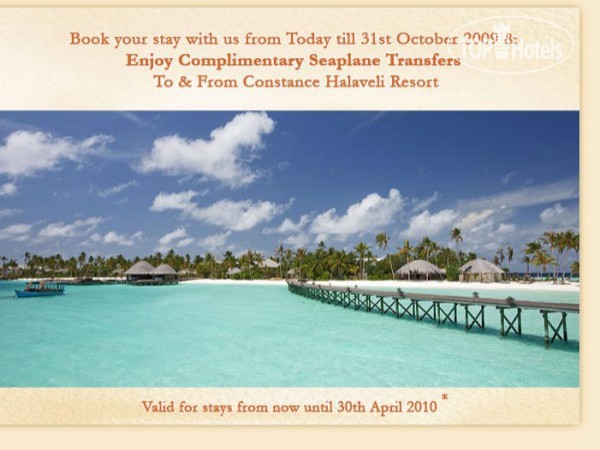 Book your stay with us from Today till 31st October 2009 &
Enjoy Complimentary Seaplane Transfers
To & From Constance Halaveli Resort
TOP Hotels
Valid for stays from now until 30th April 2010 *